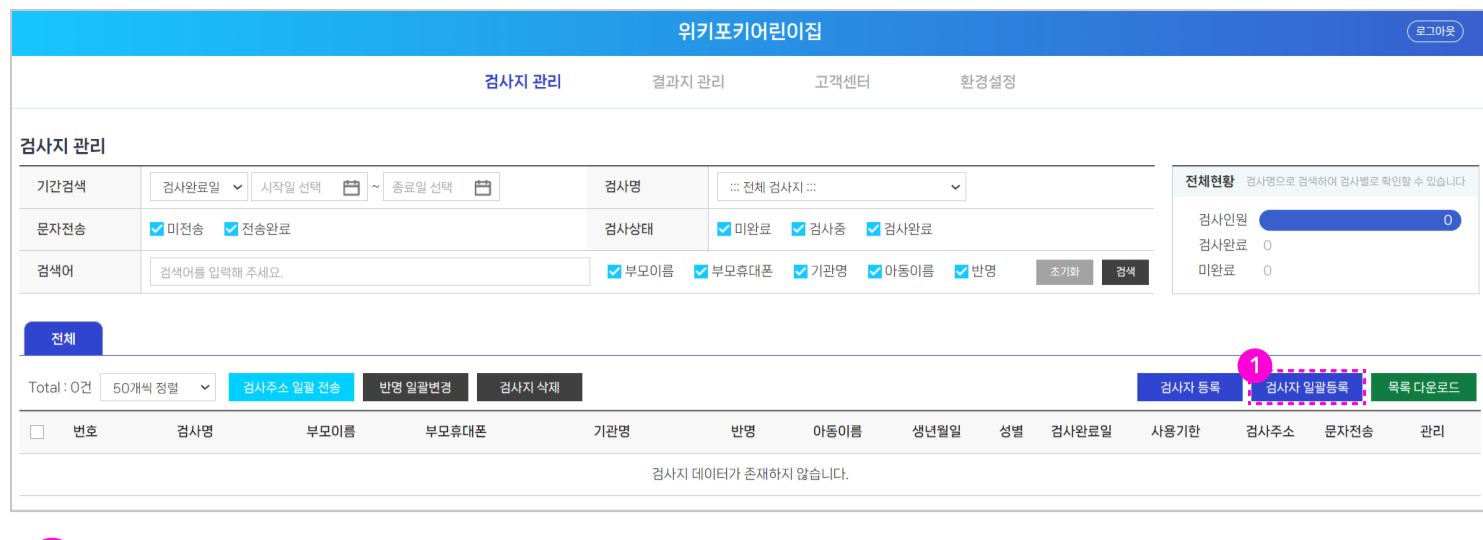 위키포키어린이집
로그아웃
검사지 관리 결과지 관리 고객센터 환경설정
검사지 관리
기간검색 검사완료일 시작일 선택 ~ 종료일 선택 검사명 ::: 전체 검사지 :::
문자전송 미전송 전송완료 검사상태 미완료 검사중 검사완료
검색어 검색어를 입력해 주세요. 부모이름 부모휴대폰 기관명 아동이름 반명 초기화 검색
전체현황 검사명으로 검색하여 검사별로 확인할 수 있습니다
검사인원 0
검사완료 0
미완료 0
전체
1
Total : 0건 50개씩 정렬 검사주소 일괄 전송 반명 일괄변경 검사지 삭제 검사자 등록 검사자 일괄등록 목록 다운로드
번호 검사명 부모이름 부모휴대폰 기관명 반명 아동이름 생년월일 성별 검사완료일 사용기한 검사주소 문자전송 관리
검사지 데이터가 존재하지 않습니다.